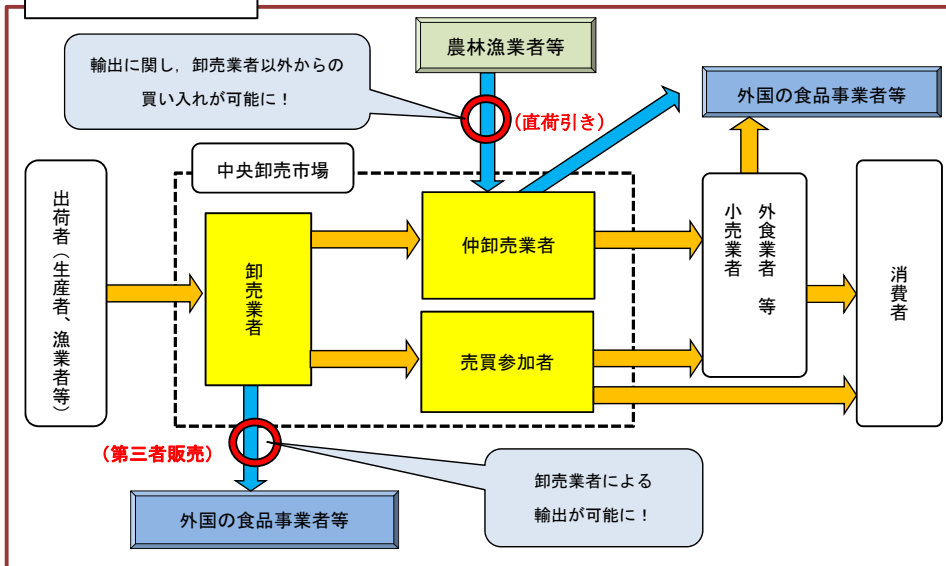 農林漁業者等
輸出に関し，卸売業者以外からの
買い入れが可能に！
外国の食品事業者等
(直荷引き)
中央卸売市場
出荷者（生産者、漁業者等）
卸売業者
仲卸売業者
売買参加者
外食業者　等
小売業者
消費者
(第三者販売)
卸売業者による
輸出が可能に！
外国の食品事業者等